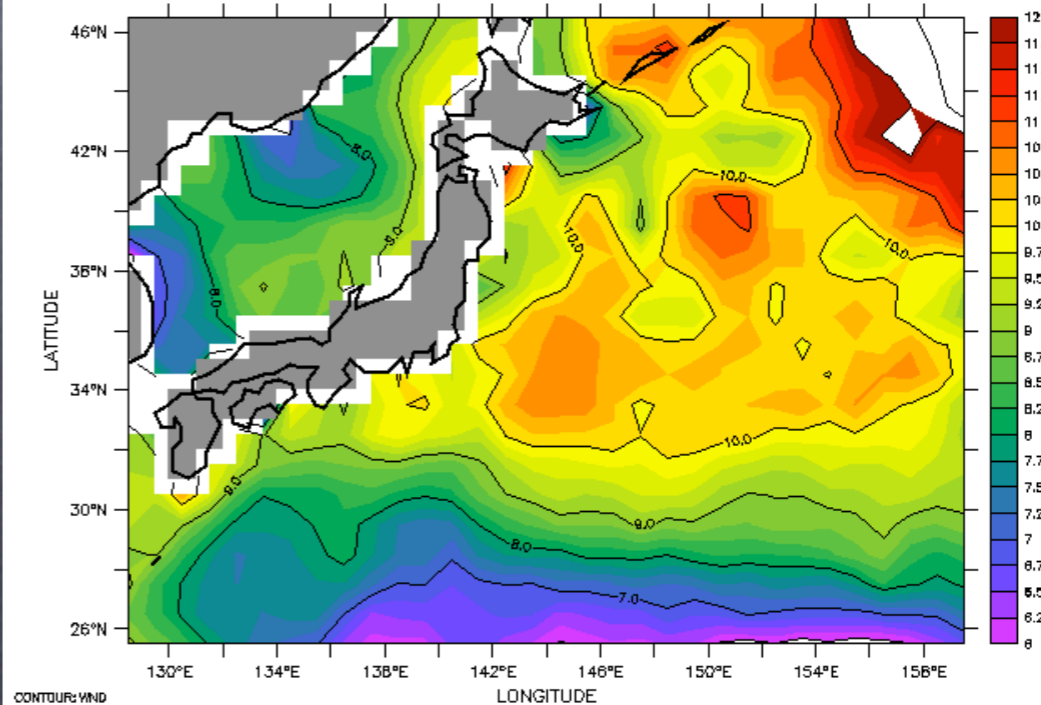 46°N
42°N
38°N
34°N
30°N
26°N
LATITUDE
8.0
10.0
9.0
10.0
10.0
8.0
10.0
9.0
9.0
8.0
7.0
130°E
134°E
138°E
142°E
146°E
150°E
154°E
158°E
LONGITUDE
CONTOUR: WND
12
11
11
11
11
10
10
10
10
9.7
9.5
9.2
9
8.7
8.5
8.2
8
7.7
7.5
7.2
7
6.7
6.5
6.2
6